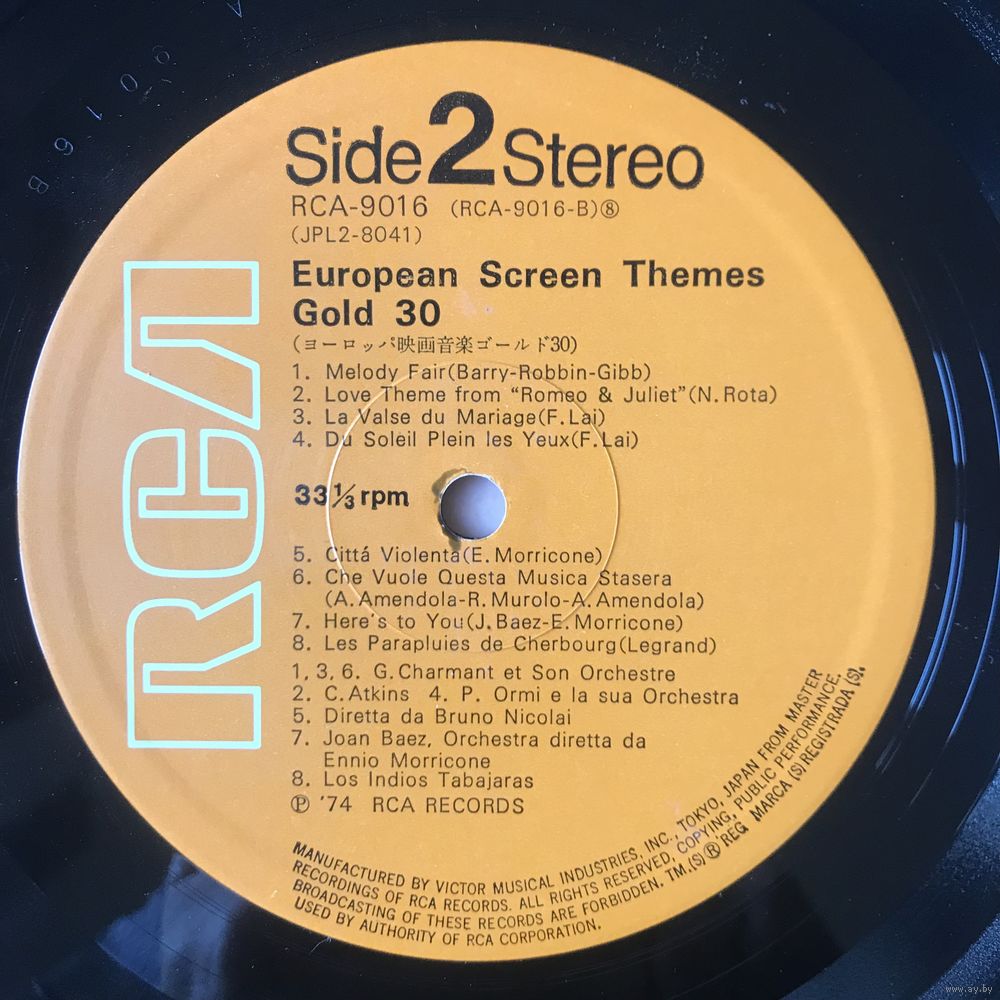 Side 2 Stereo
RCA-9016 (RCA-9016-B)⑧
(JPL2-8041)
European Screen Themes
Gold 30
(ヨーロッパ映画音楽ゴールド30)
1. Melody Fair(Barry-Robbin-Gibb)
2. Love Theme from “Romeo & Juliet”(N. Rota)
3. La Valse du Mariage(F. Lai)
4. Du Soleil Plein les Yeux(F. Lai)
33 ⅓ rpm
5. Cittá Violenta(E. Morricone)
6. Che Vuole Questa Musica Stasera
(A. Amendola-R. Murolo-A. Amendola)
7. Here's to You(J. Baez-E. Morricone)
8. Les Parapluies de Cherbourg(Legrand)
1, 3, 6. G. Charmant et Son Orchestre
2. C. Atkins 4. P. Ormi e la sua Orchestra
5. Diretta da Bruno Nicolai
7. Joan Baez, Orchestra diretta da
Ennio Morricone
8. Los Indios Tabajaras
℗ '74 RCA RECORDS
MANUFACTURED BY VICTOR MUSICAL INDUSTRIES, INC., TOKYO, JAPAN FROM MASTER
RECORDINGS OF RCA RECORDS. ALL RIGHTS RESERVED, COPYING, PUBLIC PERFORMANCE,
BROADCASTING OF THESE RECORDS ARE FORBIDDEN. TM.(S) ® REG MARCA (S) REGISTRADA (S).
USED BY AUTHORITY OF RCA CORPORATION.
RCA
9016 B
www.ay.by